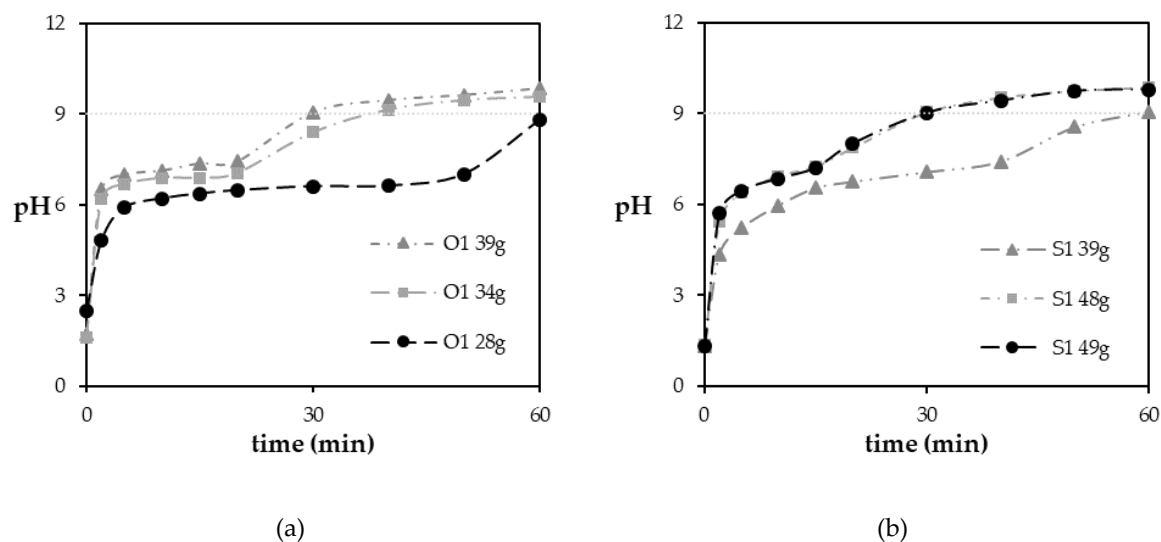 12
9
pH
6
O1 39g
O1 34g
3
O1 28g
0
0
30
60
time (min)
(a)
12
9
pH
6
S1 39g
S1 48g
3
S1 49g
0
0
30
60
time (min)
(b)